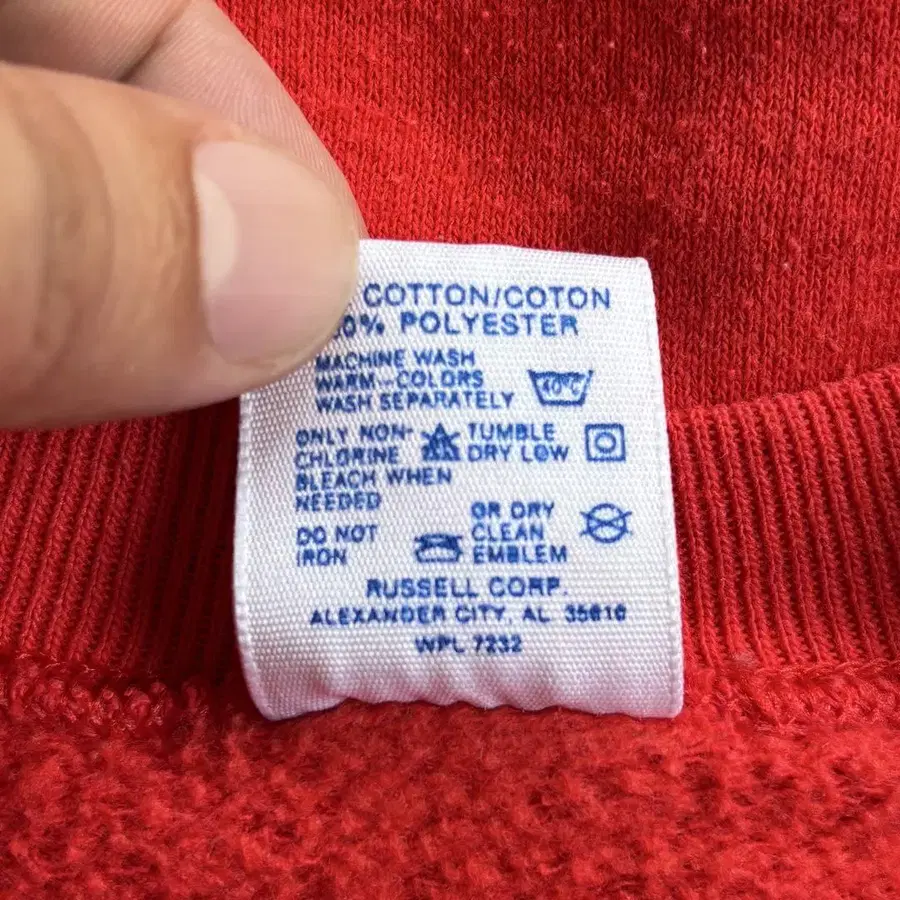 COTTON/COTON
0% POLYESTER
MACHINE WASH
WARM-COLORS
WASH SEPARATELY
40°C
ONLY NON-
CHLORINE
BLEACH WHEN
NEEDED
TUMBLE
DRY LOW
DO NOT
IRON
OR DRY
CLEAN
EMBLEM
RUSSELL CORP.
ALEXANDER CITY, AL 35010
WPL 7232